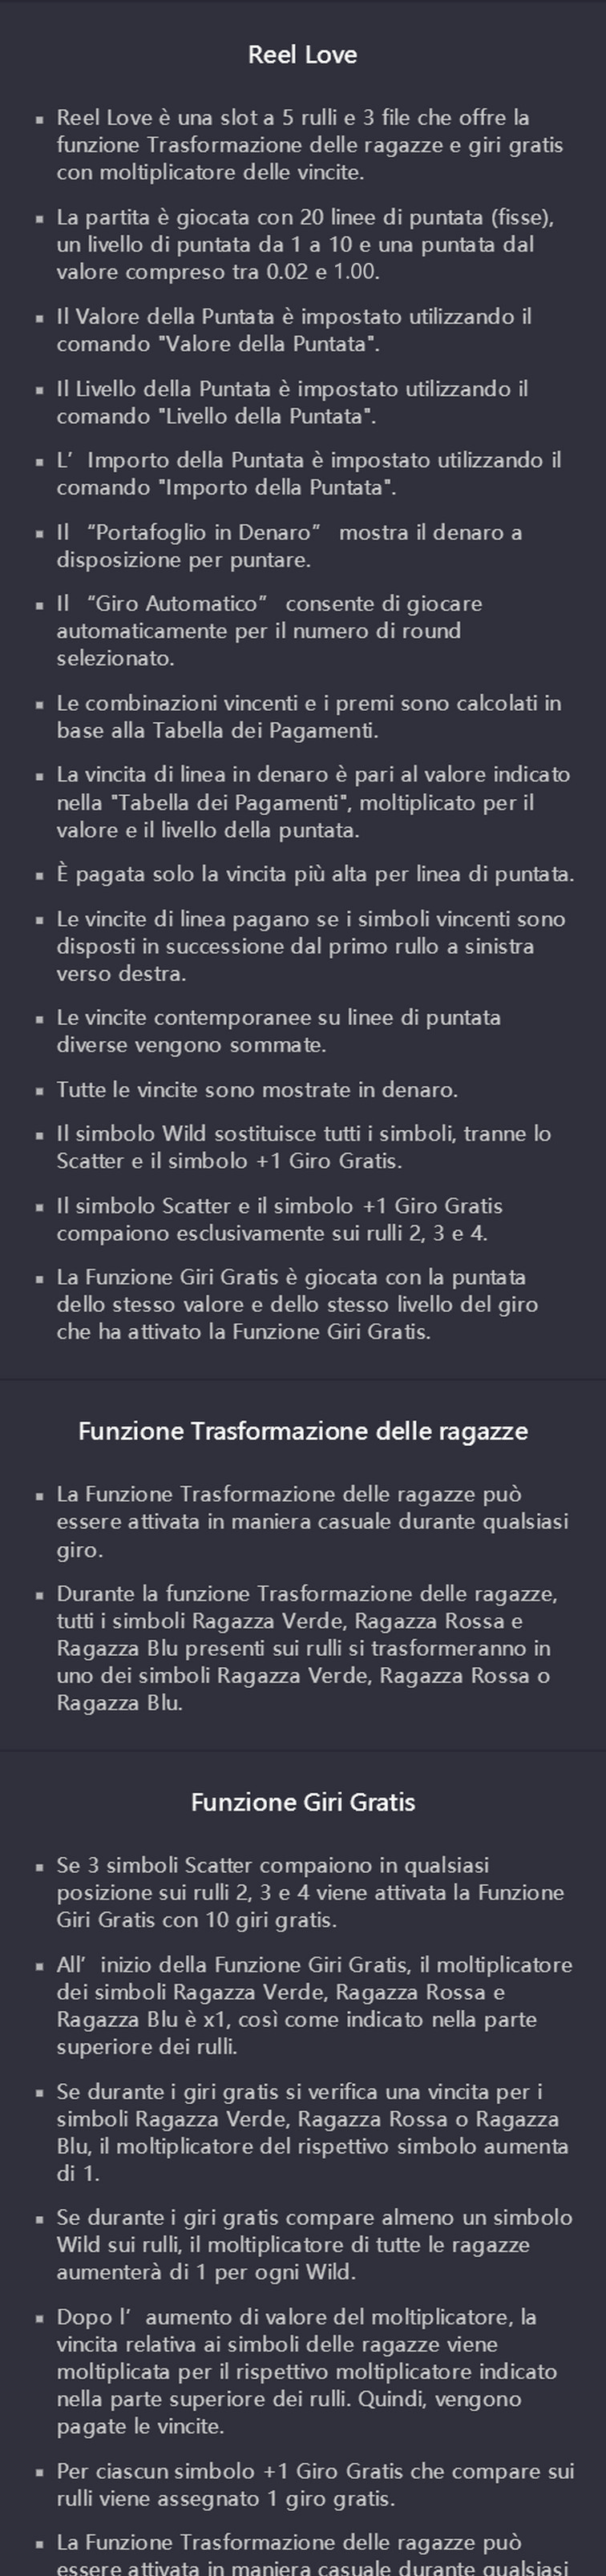 Reel Love
▪ Reel Love è una slot a 5 rulli e 3 file che offre la
funzione Trasformazione delle ragazze e giri gratis
con moltiplicatore delle vincite.
▪ La partita è giocata con 20 linee di puntata (fisse),
un livello di puntata da 1 a 10 e una puntata dal
valore compreso tra 0.02 e 1.00.
▪ Il Valore della Puntata è impostato utilizzando il
comando "Valore della Puntata".
▪ Il Livello della Puntata è impostato utilizzando il
comando "Livello della Puntata".
▪ L’ Importo della Puntata è impostato utilizzando il
comando "Importo della Puntata".
▪ Il “Portafoglio in Denaro” mostra il denaro a
disposizione per puntare.
▪ Il “Giro Automatico” consente di giocare
automaticamente per il numero di round
selezionato.
▪ Le combinazioni vincenti e i premi sono calcolati in
base alla Tabella dei Pagamenti.
▪ La vincita di linea in denaro è pari al valore indicato
nella "Tabella dei Pagamenti", moltiplicato per il
valore e il livello della puntata.
▪ È pagata solo la vincita più alta per linea di puntata.
▪ Le vincite di linea pagano se i simboli vincenti sono
disposti in successione dal primo rullo a sinistra
verso destra.
▪ Le vincite contemporanee su linee di puntata
diverse vengono sommate.
▪ Tutte le vincite sono mostrate in denaro.
▪ Il simbolo Wild sostituisce tutti i simboli, tranne lo
Scatter e il simbolo +1 Giro Gratis.
▪ Il simbolo Scatter e il simbolo +1 Giro Gratis
compaiono esclusivamente sui rulli 2, 3 e 4.
▪ La Funzione Giri Gratis è giocata con la puntata
dello stesso valore e dello stesso livello del giro
che ha attivato la Funzione Giri Gratis.
Funzione Trasformazione delle ragazze
▪ La Funzione Trasformazione delle ragazze può
essere attivata in maniera casuale durante qualsiasi
giro.
▪ Durante la funzione Trasformazione delle ragazze,
tutti i simboli Ragazza Verde, Ragazza Rossa e
Ragazza Blu presenti sui rulli si trasformeranno in
uno dei simboli Ragazza Verde, Ragazza Rossa o
Ragazza Blu.
Funzione Giri Gratis
▪ Se 3 simboli Scatter compaiono in qualsiasi
posizione sui rulli 2, 3 e 4 viene attivata la Funzione
Giri Gratis con 10 giri gratis.
▪ All’ inizio della Funzione Giri Gratis, il moltiplicatore
dei simboli Ragazza Verde, Ragazza Rossa e
Ragazza Blu è x1, così come indicato nella parte
superiore dei rulli.
▪ Se durante i giri gratis si verifica una vincita per i
simboli Ragazza Verde, Ragazza Rossa o Ragazza
Blu, il moltiplicatore del rispettivo simbolo aumenta
di 1.
▪ Se durante i giri gratis compare almeno un simbolo
Wild sui rulli, il moltiplicatore di tutte le ragazze
aumenterà di 1 per ogni Wild.
▪ Dopo l’ aumento di valore del moltiplicatore, la
vincita relativa ai simboli delle ragazze viene
moltiplicata per il rispettivo moltiplicatore indicato
nella parte superiore dei rulli. Quindi, vengono
pagate le vincite.
▪ Per ciascun simbolo +1 Giro Gratis che compare sui
rulli viene assegnato 1 giro gratis.
▪ La Funzione Trasformazione delle ragazze può
essere attivata in maniera casuale durante qualsiasi